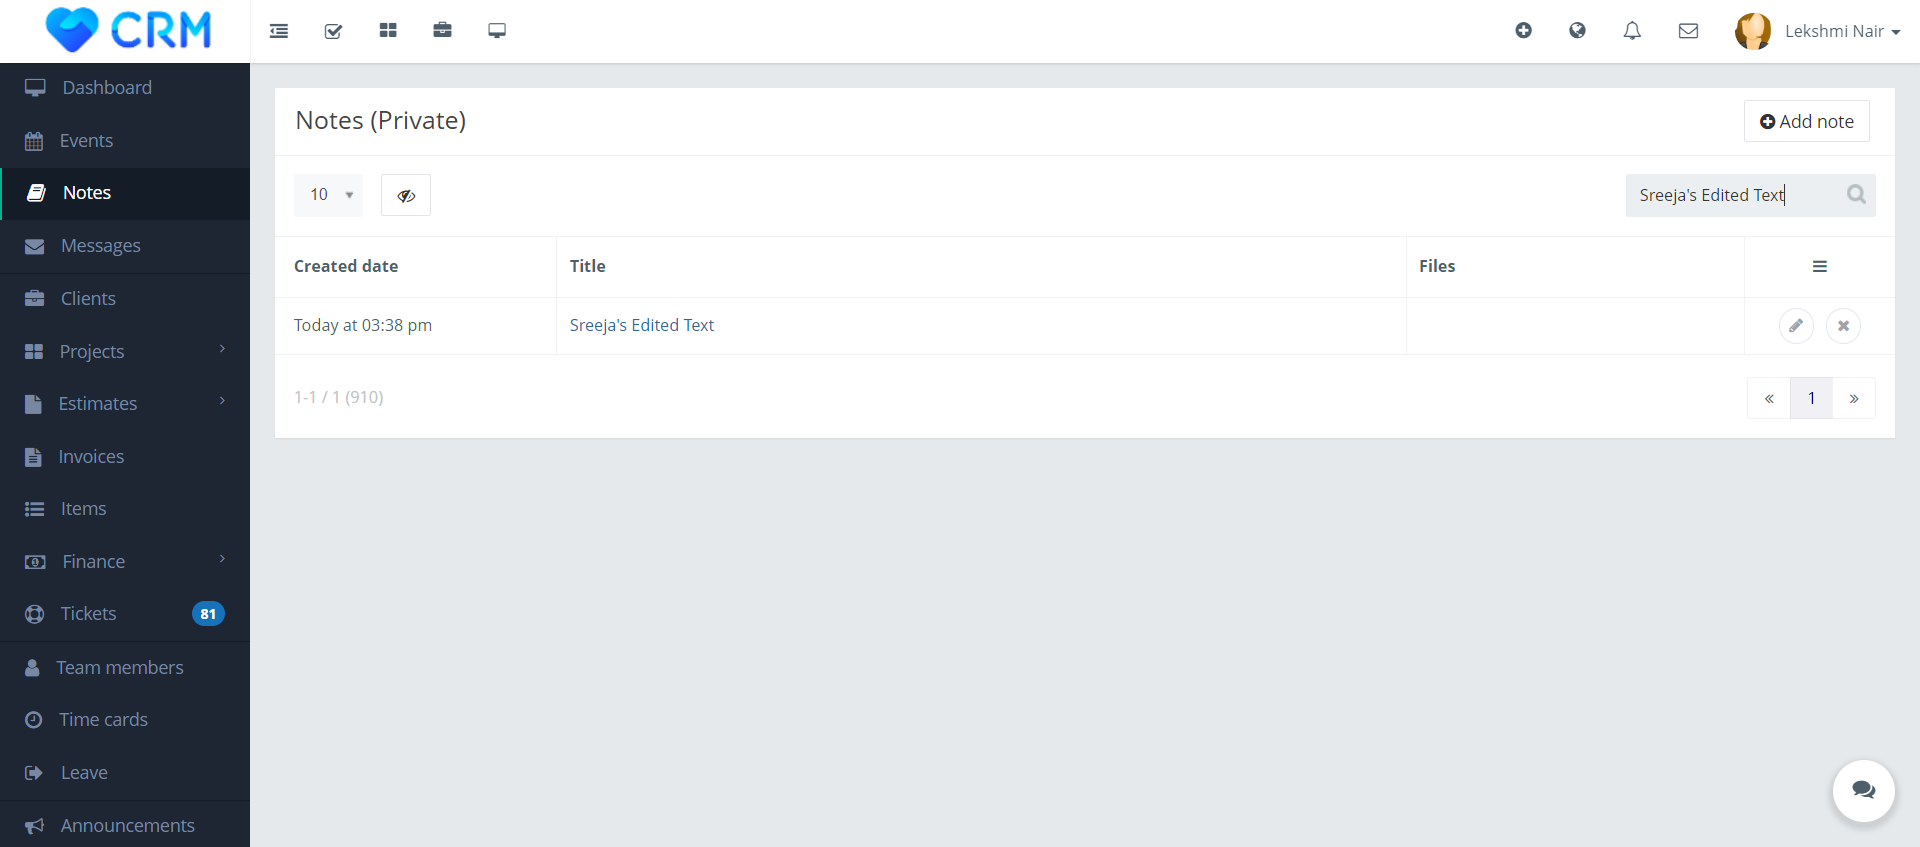 CRM
Lekshmi Nair
Dashboard
Events
Notes
Messages
Clients
Projects
Estimates
Invoices
Items
Finance
Tickets 81
Team members
Time cards
Leave
Announcements
Notes (Private)
Add note
10
Sreeja's Edited Text
Created date Title Files
Today at 03:38 pm Sreeja's Edited Text
1-1 / 1 (910)
« 1 »